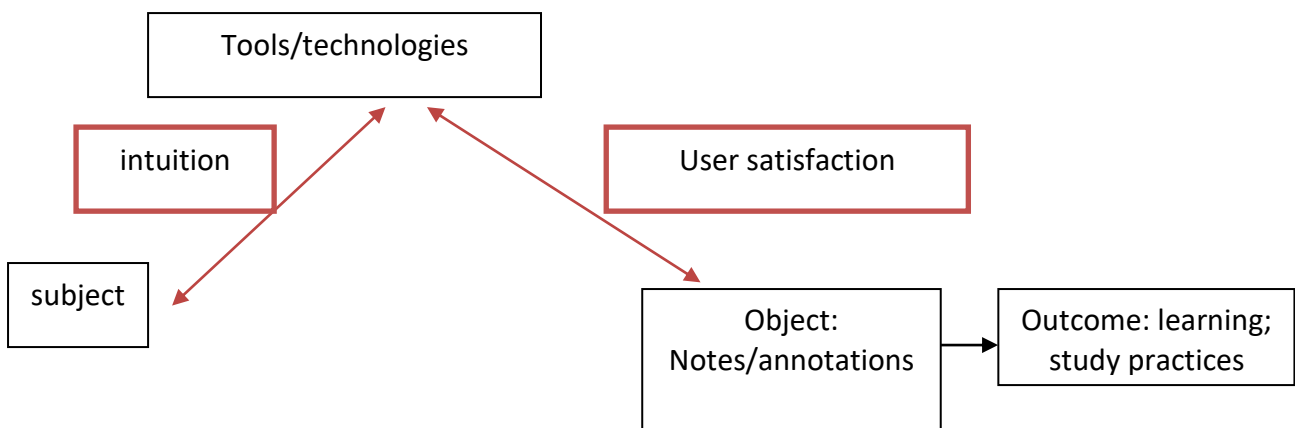 Tools/technologies
intuition
User satisfaction
subject
Object:
Notes/annotations
Outcome: learning;
study practices